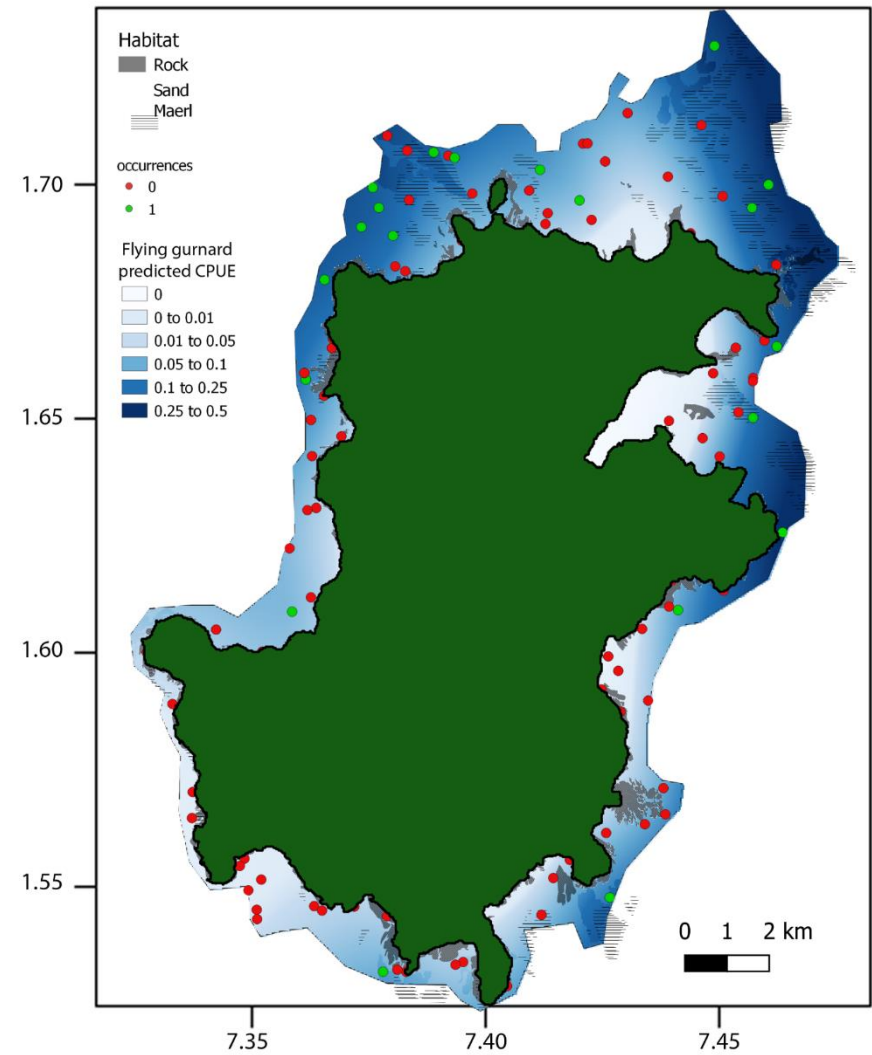 Habitat
Rock
Sand
Maerl
occurrences
0
1
Flying gurnard
predicted CPUE
0
0 to 0.01
0.01 to 0.05
0.05 to 0.1
0.1 to 0.25
0.25 to 0.5
1.70
1.65
1.60
1.55
0 1 2 km
7.35 7.40 7.45